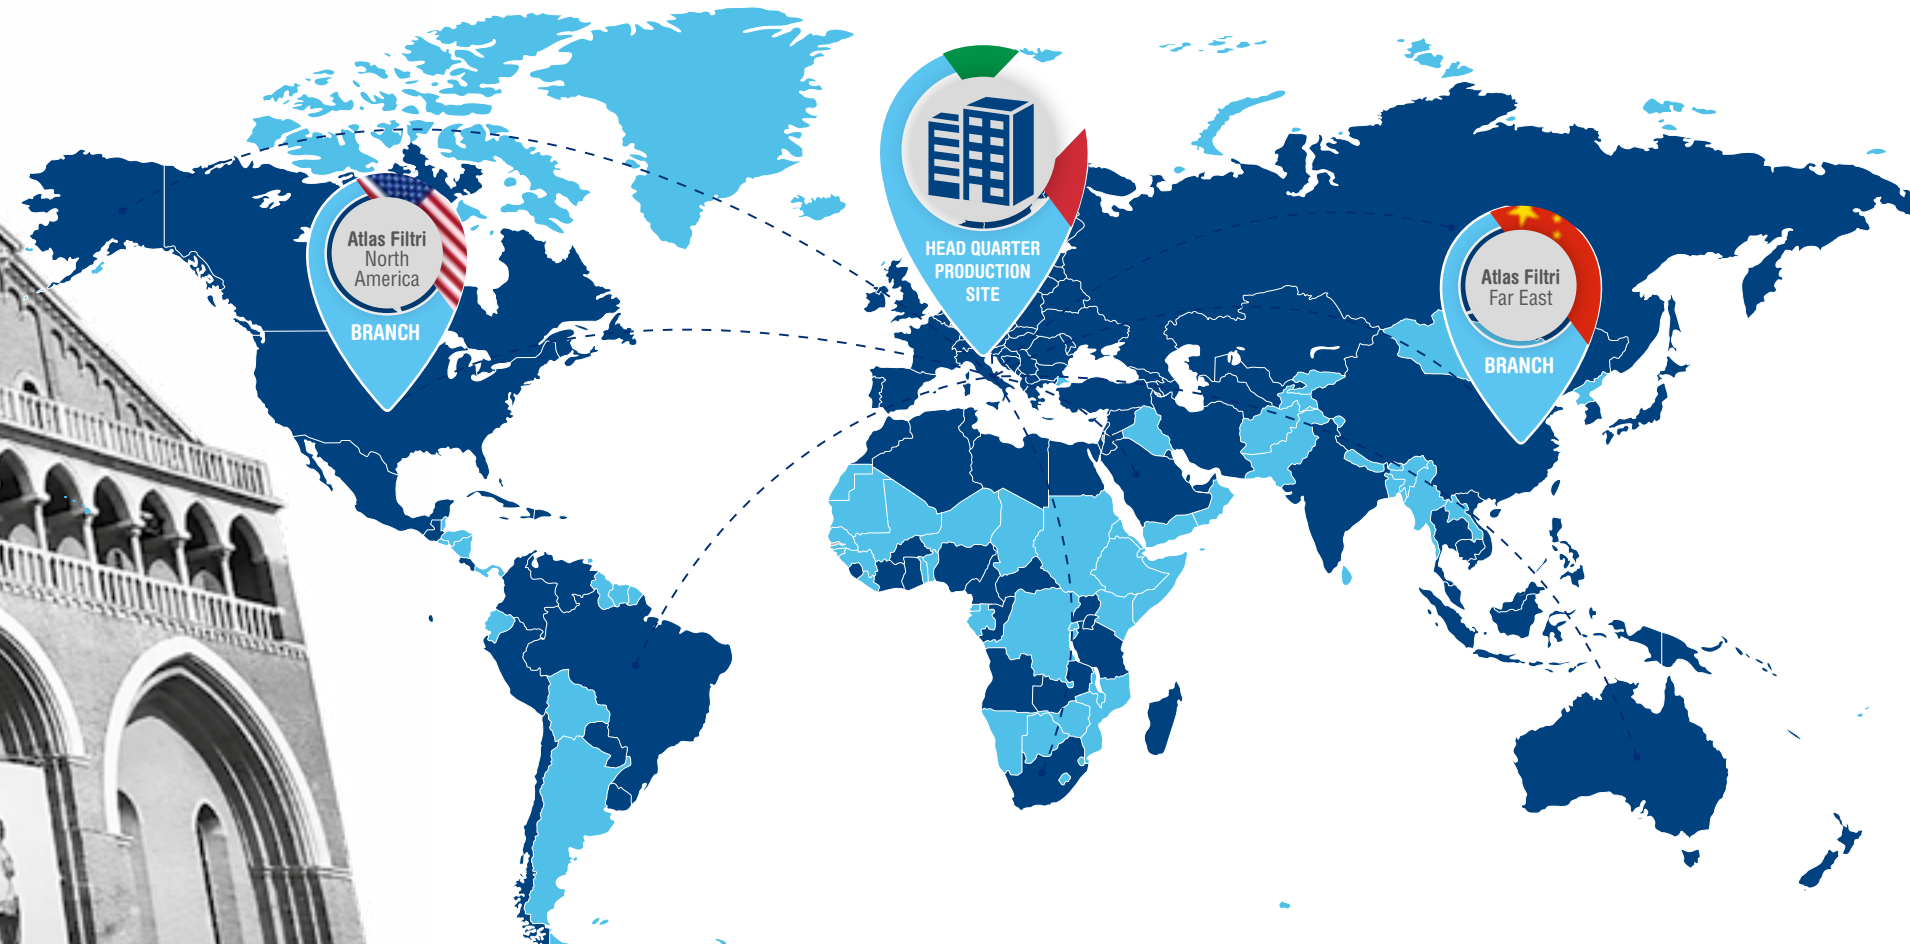 HEAD QUARTER
PRODUCTION
SITE
Atlas Filtri
North
America
BRANCH
Atlas Filtri
Far East
BRANCH